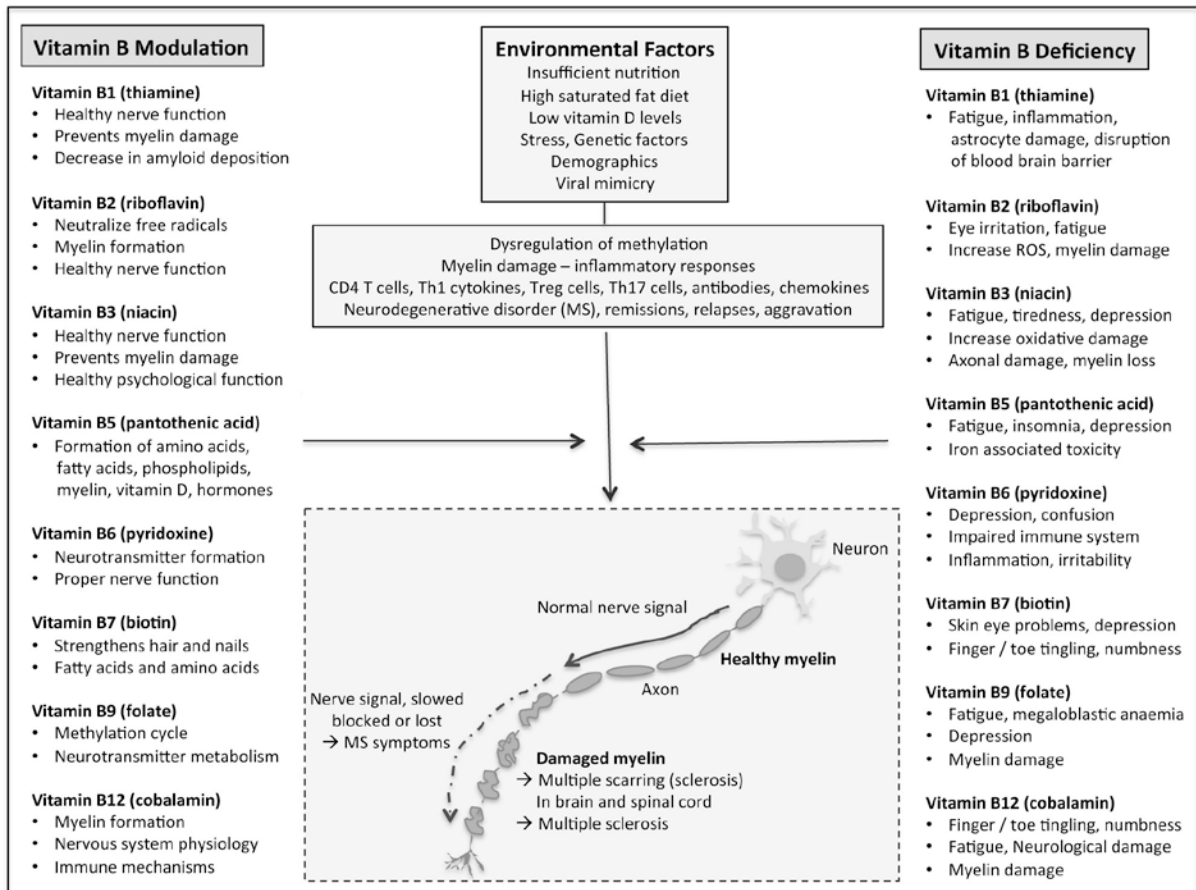 Vitamin B Modulation
Vitamin B1 (thiamine)
• Healthy nerve function
• Prevents myelin damage
• Decrease in amyloid deposition
Vitamin B2 (riboflavin)
• Neutralize free radicals
• Myelin formation
• Healthy nerve function
Vitamin B3 (niacin)
• Healthy nerve function
• Prevents myelin damage
• Healthy psychological function
Vitamin B5 (pantothenic acid)
• Formation of amino acids,
fatty acids, phospholipids,
myelin, vitamin D, hormones
Vitamin B6 (pyridoxine)
• Neurotransmitter formation
• Proper nerve function
Vitamin B7 (biotin)
• Strengthens hair and nails
• Fatty acids and amino acids
Vitamin B9 (folate)
• Methylation cycle
• Neurotransmitter metabolism
Vitamin B12 (cobalamin)
• Myelin formation
• Nervous system physiology
• Immune mechanisms
Environmental Factors
Insufficient nutrition
High saturated fat diet
Low vitamin D levels
Stress, Genetic factors
Demographics
Viral mimicry
Dysregulation of methylation
Myelin damage – inflammatory responses
CD4 T cells, Th1 cytokines, Treg cells, Th17 cells, antibodies, chemokines
Neurodegenerative disorder (MS), remissions, relapses, aggravation
Neuron
Normal nerve signal
Healthy myelin
Axon
Nerve signal, slowed
blocked or lost
→ MS symptoms
Damaged myelin
→ Multiple scarring (sclerosis)
In brain and spinal cord
→ Multiple sclerosis
Vitamin B Deficiency
Vitamin B1 (thiamine)
• Fatigue, inflammation,
astrocyte damage, disruption
of blood brain barrier
Vitamin B2 (riboflavin)
• Eye irritation, fatigue
• Increase ROS, myelin damage
Vitamin B3 (niacin)
• Fatigue, tiredness, depression
• Increase oxidative damage
• Axonal damage, myelin loss
Vitamin B5 (pantothenic acid)
• Fatigue, insomnia, depression
• Iron associated toxicity
Vitamin B6 (pyridoxine)
• Depression, confusion
• Impaired immune system
• Inflammation, irritability
Vitamin B7 (biotin)
• Skin eye problems, depression
• Finger / toe tingling, numbness
Vitamin B9 (folate)
• Fatigue, megaloblastic anaemia
• Depression
• Myelin damage
Vitamin B12 (cobalamin)
• Finger / toe tingling, numbness
• Fatigue, Neurological damage
• Myelin damage